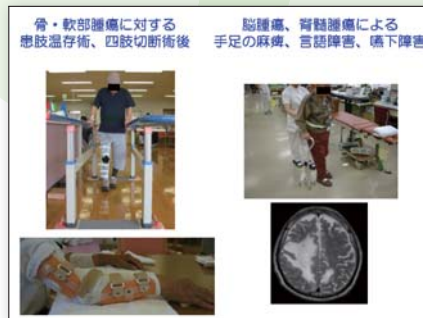 骨・軟部腫瘍に対する
患肢温存術、四肢切断術後
脳腫瘍、脊髄腫瘍による
手足の麻痺、言語障害、嚥下障害